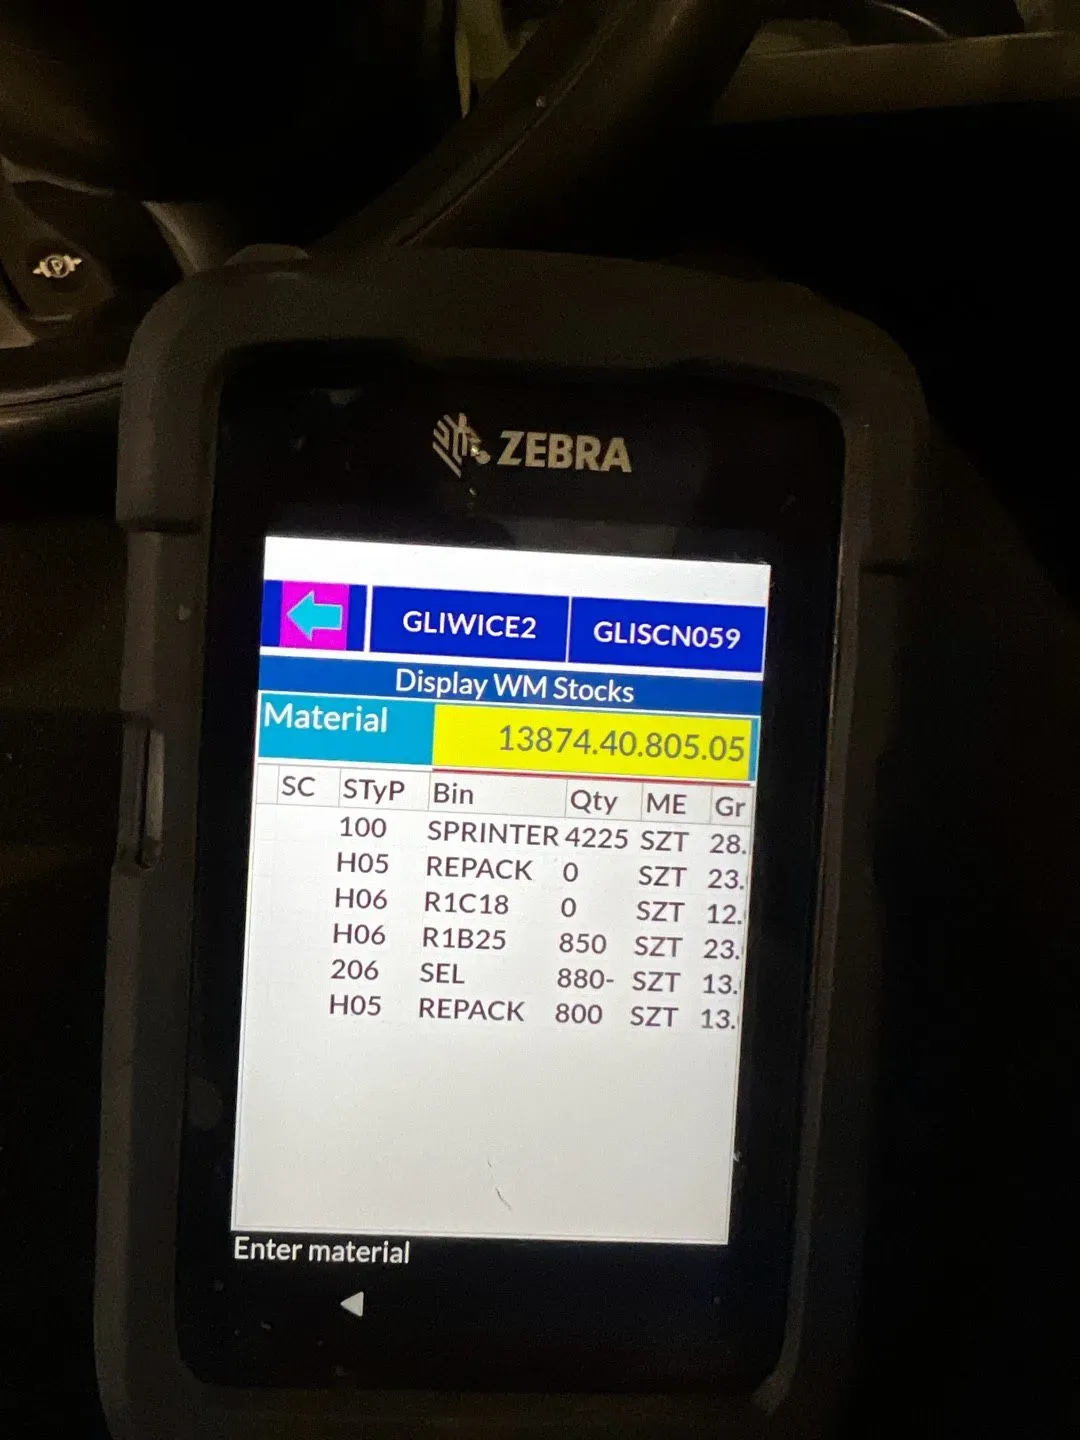 ZEBRA
GLIWICE2 GLISCN059
Display WM Stocks
Material 13874.40.805.05
SC STyP Bin Qty ME Gr
100 SPRINTER 4225 SZT 28.
H05 REPACK 0 SZT 23.
H06 R1C18 0 SZT 12.
H06 R1B25 850 SZT 23.
206 SEL 880- SZT 13.
H05 REPACK 800 SZT 13.
Enter material